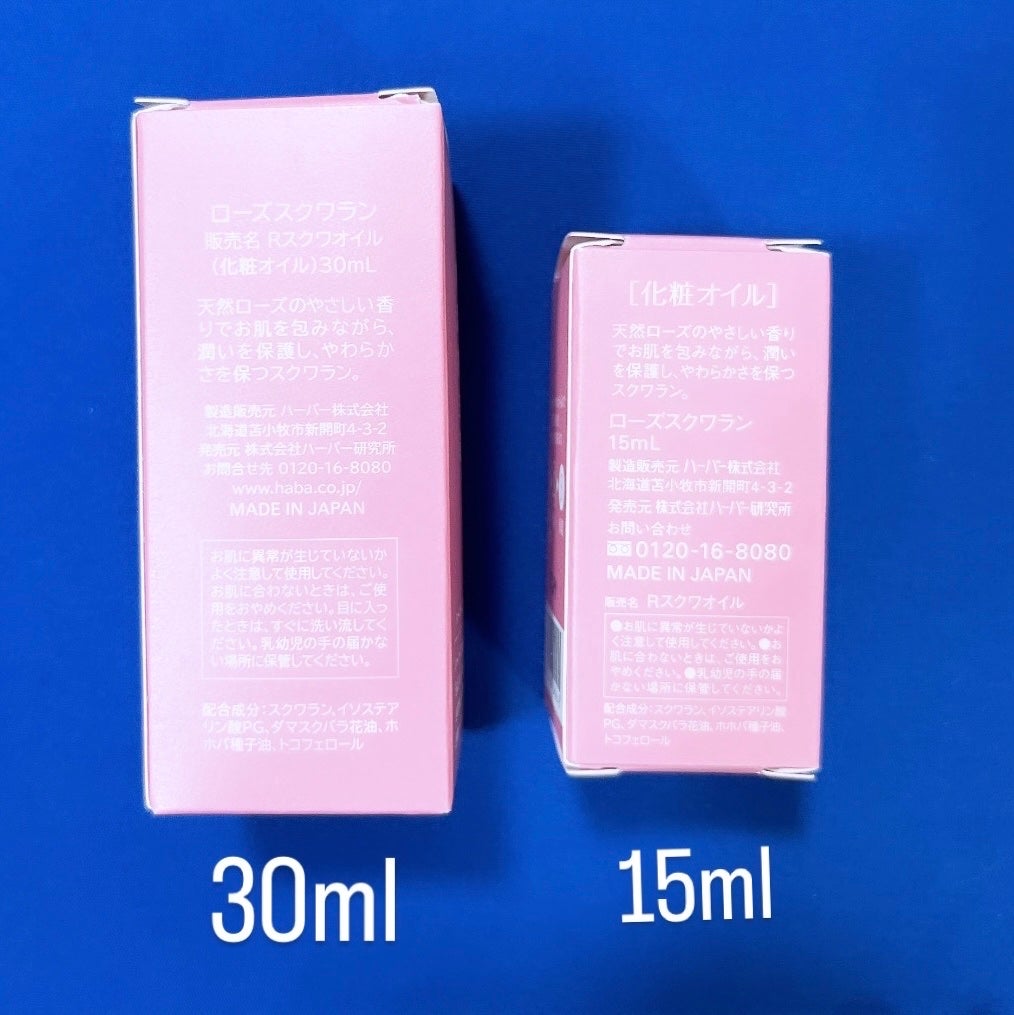 ローズスクワラン
販売名 Rスクワオイル
(化粧オイル)30mL
天然ローズのやさしい香
りでお肌を包みながら、
潤いを保護し、やわらか
さを保つスクワラン。
製造販売元 ハーバー株式会社
北海道苫小牧市新開町4-3-2
発売元 株式会社ハーバー研究所
お問合せ先 0120-16-8080
www.haba.co.jp/
MADE IN JAPAN
お肌に異常が生じていないか
よく注意して使用してください。
お肌に合わないときは、ご使
用をおやめください。目に入っ
たときは、すぐに洗い流してく
ださい。乳幼児の手の届かな
い場所に保管してください。
配合成分:スクワラン、イソステア
リン酸PG、ダマスクバラ花油、ホ
ホバ種子油、トコフェロール
30ml
[化粧オイル]
天然ローズのやさしい香り
でお肌を包みながら、潤い
を保護し、やわらかさを保つ
スクワラン。
ローズスクワラン
15mL
製造販売元 ハーバー株式会社
北海道苫小牧市新開町4-3-2
発売元 株式会社ハーバー研究所
お問い合わせ
0120-16-8080
MADE IN JAPAN
販売名 Rスクワオイル
●お肌に異常が生じていないかよ
く注意して使用してください。●お
肌に合わないときは、ご使用をお
やめください。●乳幼児の手の届
かない場所に保管してください。
配合成分:スクワラン、イソステアリン酸
PG、ダマスクバラ花油、ホホバ種子油、
トコフェロール
15ml